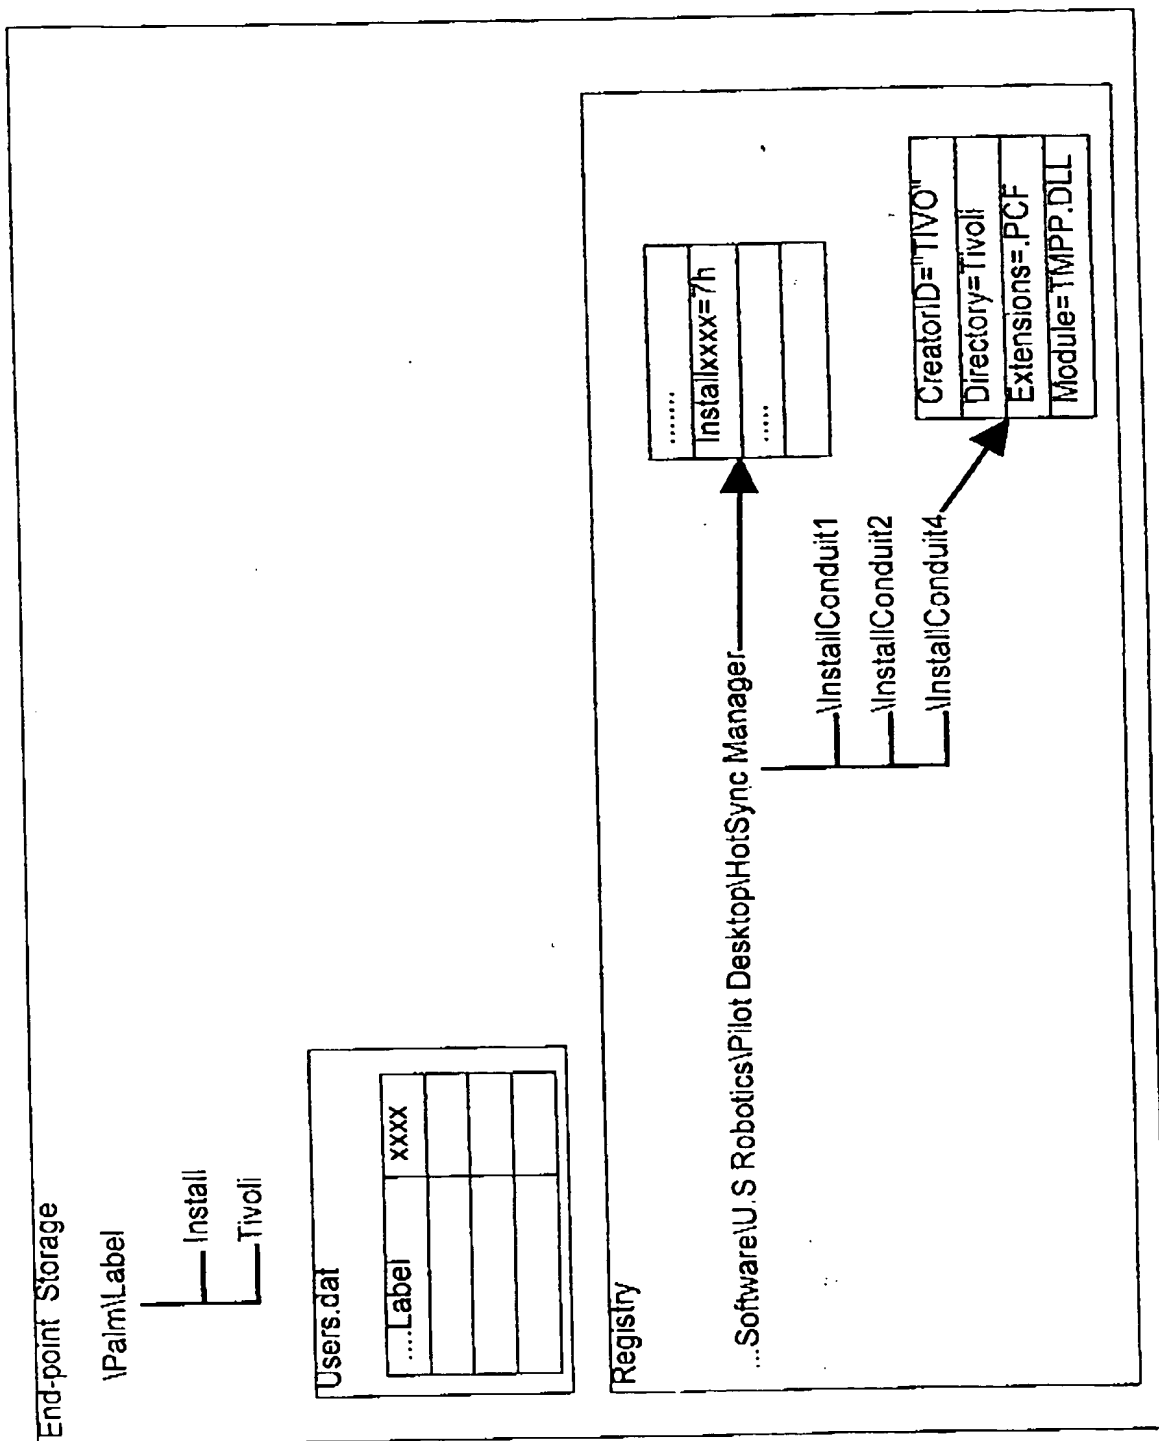 End-point Storage
\Palm\Label
Install
Tivoli
Users.dat
....Label
xxxx
Registry
...Software\U.S Robotics\Pilot Desktop\HotSync Manager
.......
Installxxxx=7h
.....
\InstallConduit1
\InstallConduit2
\InstallConduit4
CreatorID="TIVO"
Directory=Tivoli
Extensions=.PCF
Module=TMPP.DLL